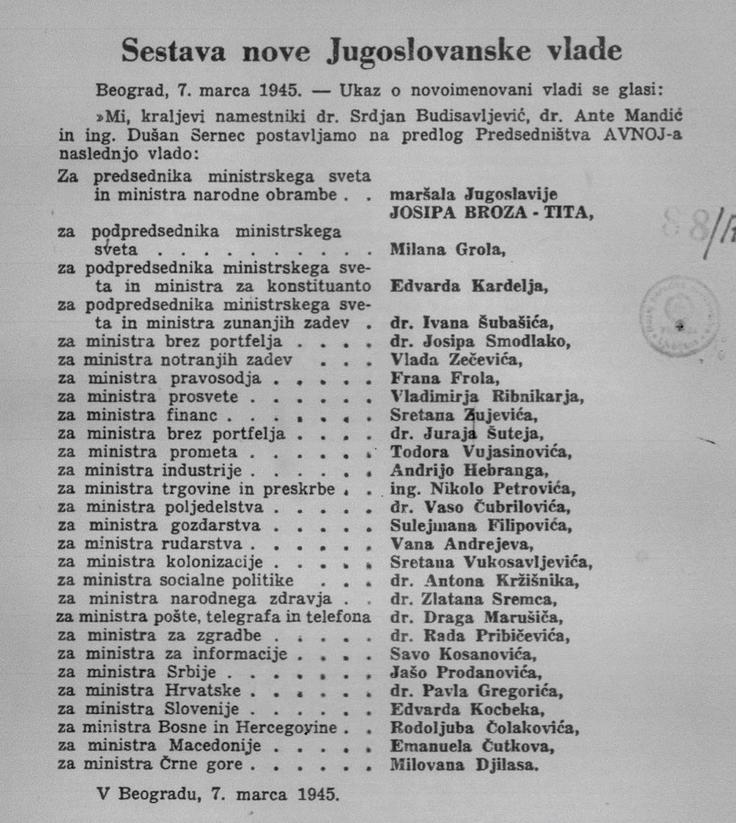 Sestava nove Jugoslovanske vlade
Beograd, 7. marca 1945. — Ukaz o novoimenovani vladi se glasi:
»Mi, kraljevi namestniki dr. Srdjan Budisavljević, dr. Ante Mandić
in ing. Dušan Sernec postavljamo na predlog Predsedništva AVNOJ-a
naslednjo vlado:
Za predsednika ministrskega sveta
in ministra narodne obrambe . . maršala Jugoslavije
JOSIPA BROZA - TITA,
za podpredsednika ministrskega
sveta . . . . . . . . . . Milana Grola,
za podpredsednika ministrskega sve-
ta in ministra za konstituanto Edvarda Kardelja,
za podpredsednika ministrskega sve-
ta in ministra zunanjih zadev . dr. Ivana Šubašića,
za ministra brez portfelja . . . . dr. Josipa Smodlako,
za ministra notranjih zadev . . . Vlada Zečevića,
za ministra pravosodja . . . . . Frana Frola,
za ministra prosvete . . . . . . Vladimirja Ribnikarja,
za ministra financ . . . . . . . Sretana Žujevića,
za ministra brez portfelja . . . . dr. Juraja Šuteja,
za ministra prometa . . . . . . Todora Vujasinovića,
za ministra industrije . . . . . . Andrijo Hebranga,
za ministra trgovine in preskrbe . . ing. Nikolo Petrovića,
za ministra poljedelstva . . . . . dr. Vaso Čubrilovića,
za ministra gozdarstva . . . . . Sulejmana Filipovića,
za ministra rudarstva . . . . . . Vana Andrejeva,
za ministra kolonizacije . . . . . Sretana Vukosavljevića,
za ministra socialne politike . . . dr. Antona Kržišnika,
za ministra narodnega zdravja . . dr. Zlatana Sremca,
za ministra pošte, telegrafa in telefona dr. Draga Marušiča,
za ministra za zgradbe . . . . . dr. Rada Pribičevića,
za ministra za informacije . . . . Savo Kosanovića,
za ministra Srbije . . . . . . . Jašo Prodanovića,
za ministra Hrvatske . . . . . . dr. Pavla Gregorića,
za ministra Slovenije . . . . . . Edvarda Kocbeka,
za ministra Bosne in Hercegovine . . Rodoljuba Čolakovića,
za ministra Macedonije . . . . . Emanuela Čutkova,
za ministra Črne gore . . . . . . Milovana Djilasa.
V Beogradu, 7. marca 1945.